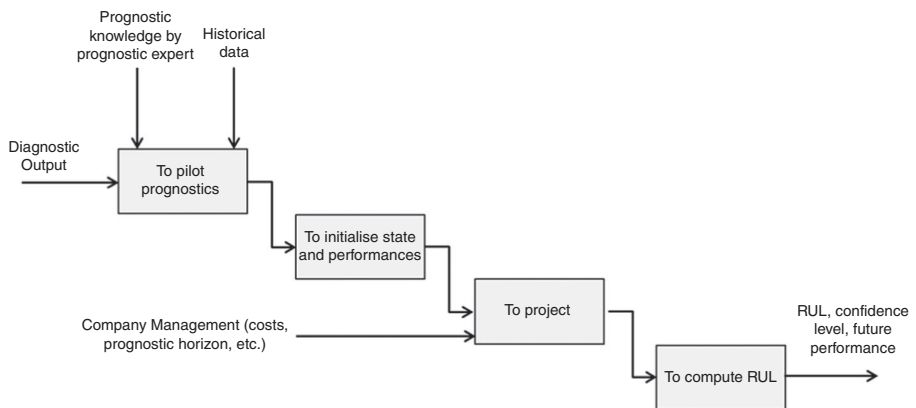 Prognostic
knowledge by
prognostic expert
Historical
data
Diagnostic
Output
To pilot
prognostics
To initialise state
and performances
To project
Company Management (costs,
prognostic horizon, etc.)
RUL, confidence
level, future
performance
To compute RUL